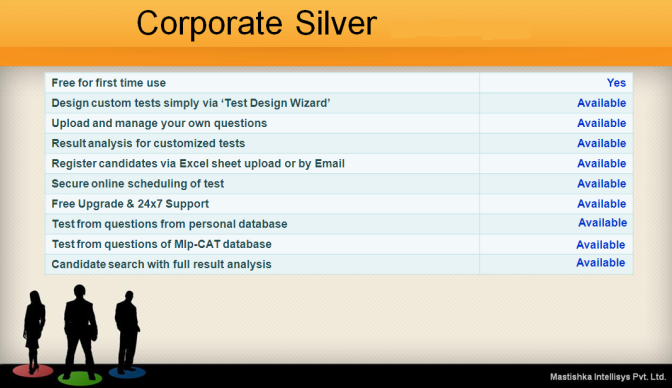 Corporate Silver
Free for first time use Yes
Design custom tests simply via ‘Test Design Wizard’ Available
Upload and manage your own questions Available
Result analysis for customized tests Available
Register candidates via Excel sheet upload or by Email Available
Secure online scheduling of test Available
Free Upgrade & 24x7 Support Available
Test from questions from personal database Available
Test from questions of Mlp-CAT database Available
Candidate search with full result analysis Available
Mastishka Intellisys Pvt. Ltd.